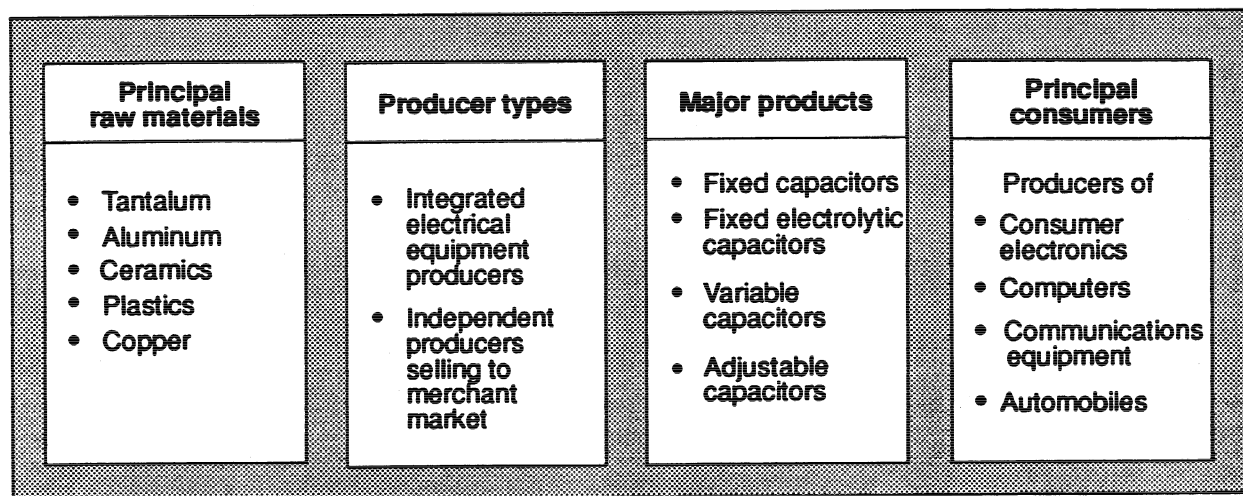 Principal
raw materials
• Tantalum
• Aluminum
• Ceramics
• Plastics
• Copper
Producer types
• Integrated
electrical
equipment
producers
• Independent
producers
selling to
merchant
market
Major products
• Fixed capacitors
• Fixed electrolytic
capacitors
• Variable
capacitors
• Adjustable
capacitors
Principal
consumers
Producers of
• Consumer
electronics
• Computers
• Communications
equipment
• Automobiles